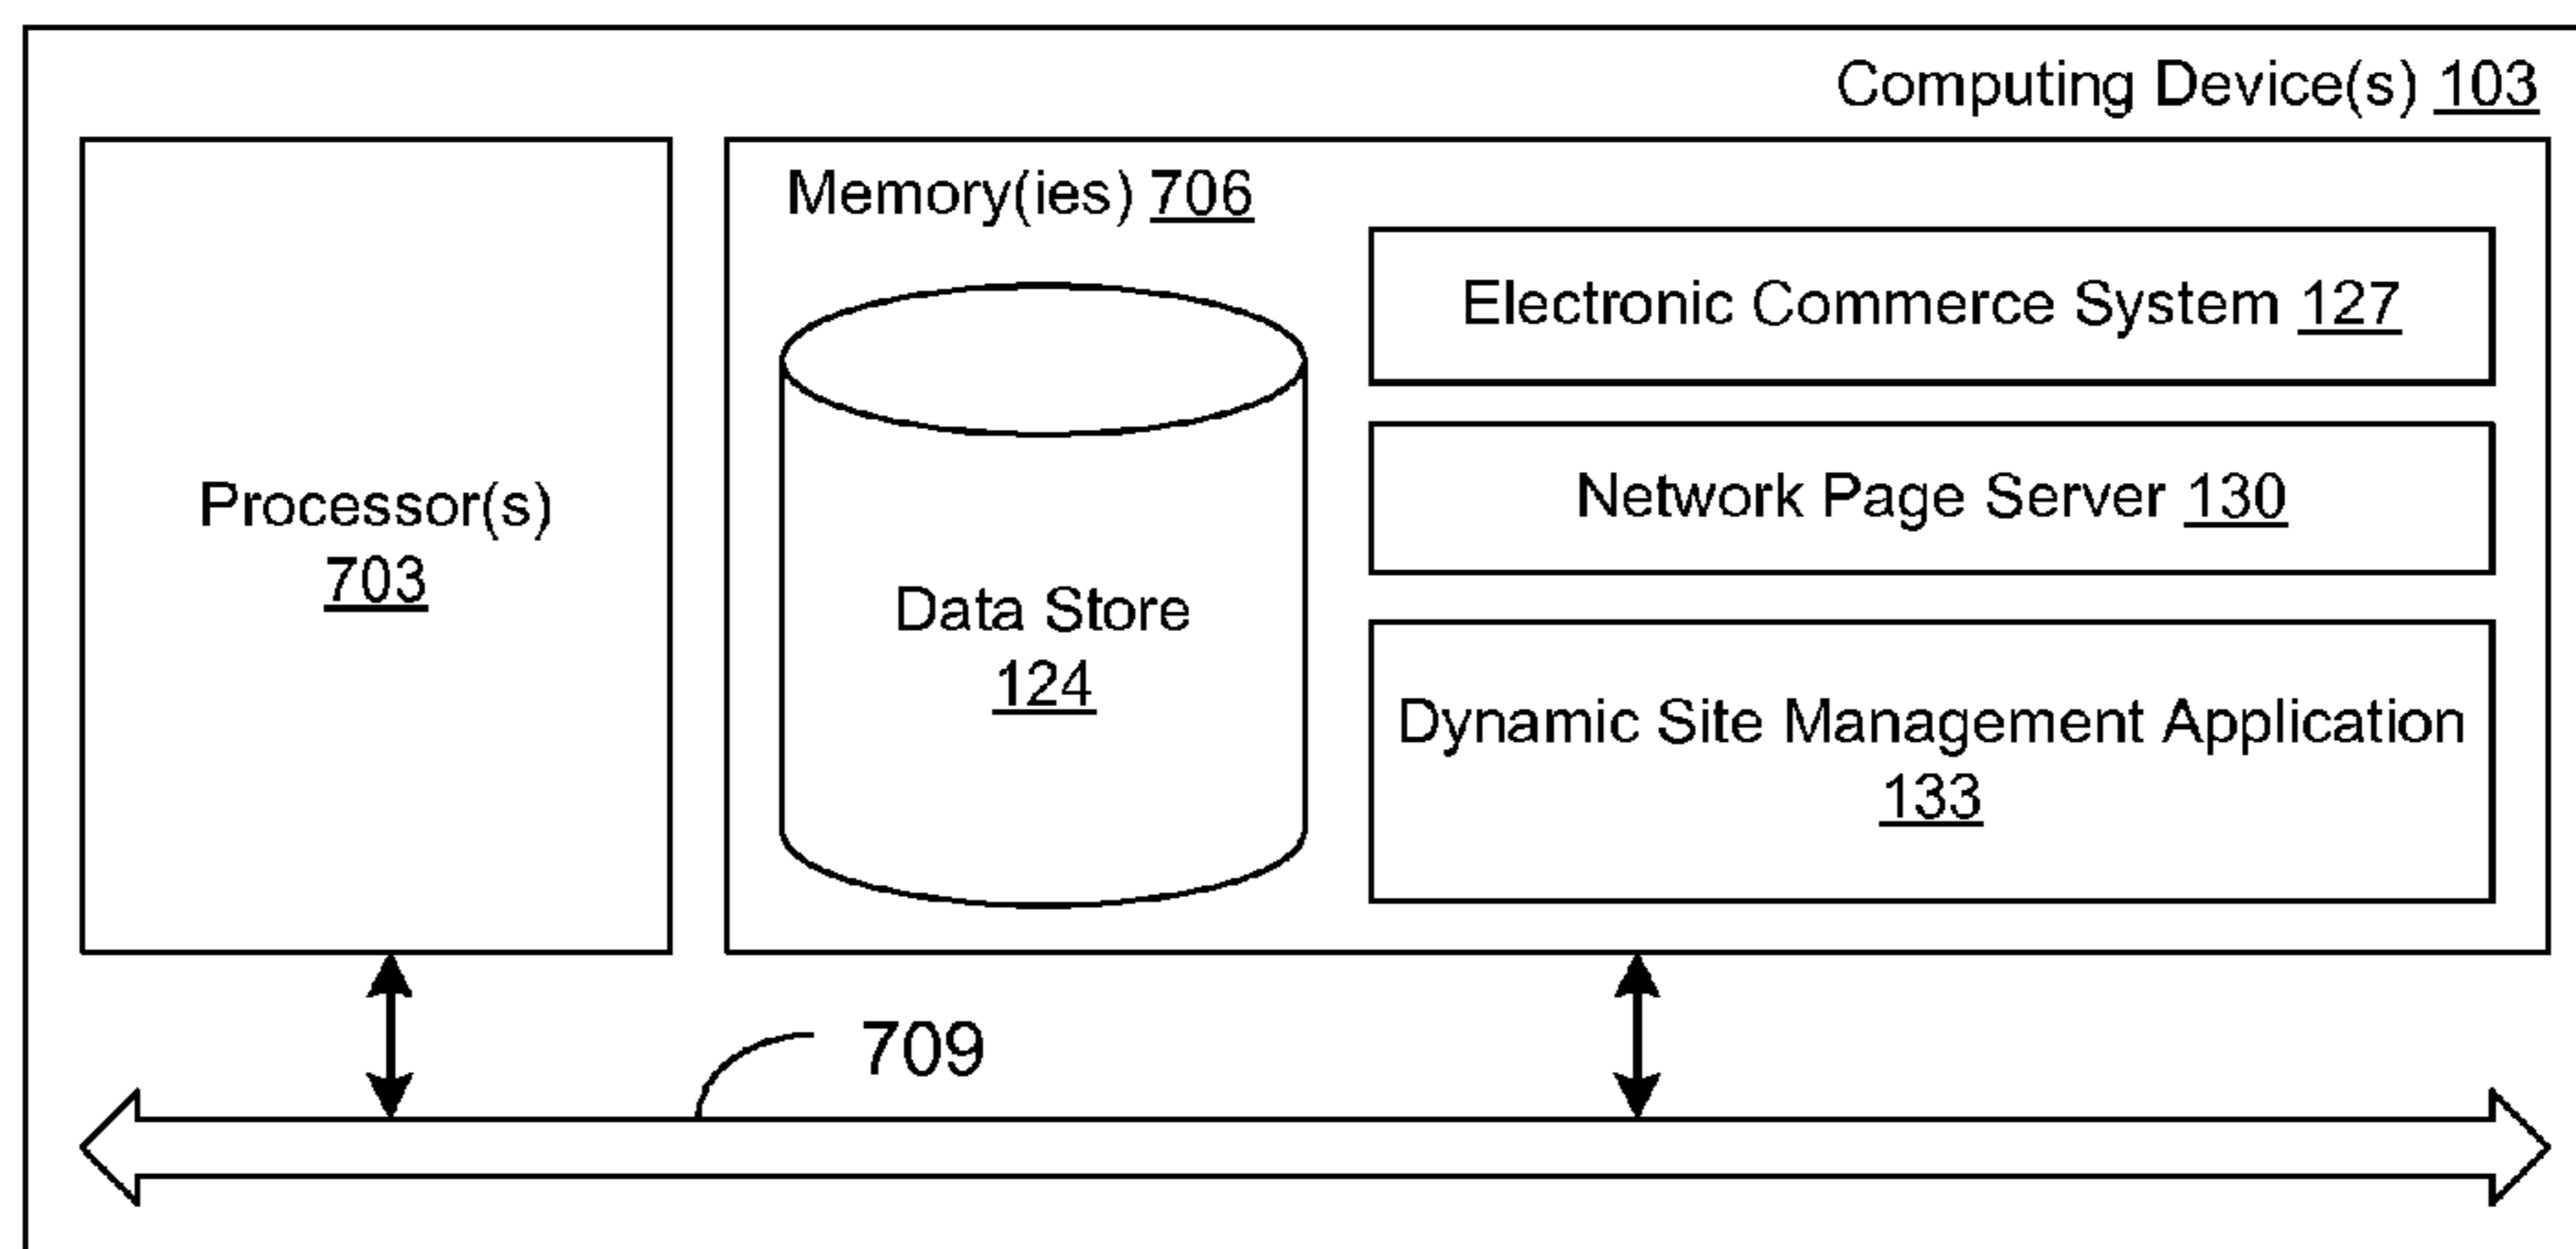 Computing Device(s) 103
Memory(ies) 706
Electronic Commerce System 127
Network Page Server 130
Processor(s)
703
Data Store
124
Dynamic Site Management Application
133
709